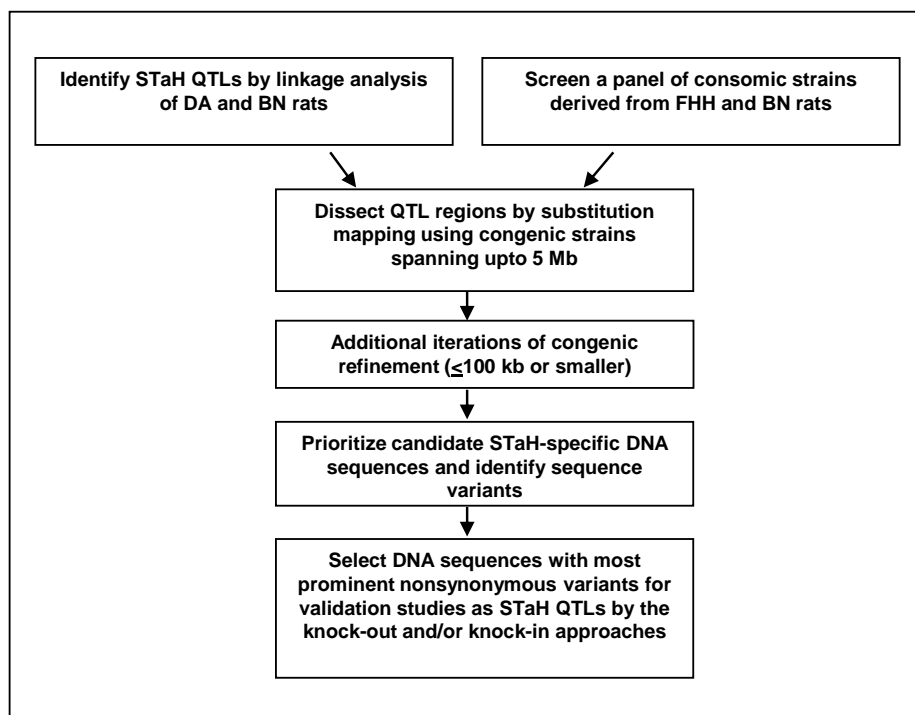 Identify STaH QTLs by linkage analysis
of DA and BN rats
Screen a panel of consomic strains
derived from FHH and BN rats
Dissect QTL regions by substitution
mapping using congenic strains
spanning upto 5 Mb
Additional iterations of congenic
refinement (≤100 kb or smaller)
Prioritize candidate STaH-specific DNA
sequences and identify sequence
variants
Select DNA sequences with most
prominent nonsynonymous variants for
validation studies as STaH QTLs by the
knock-out and/or knock-in approaches